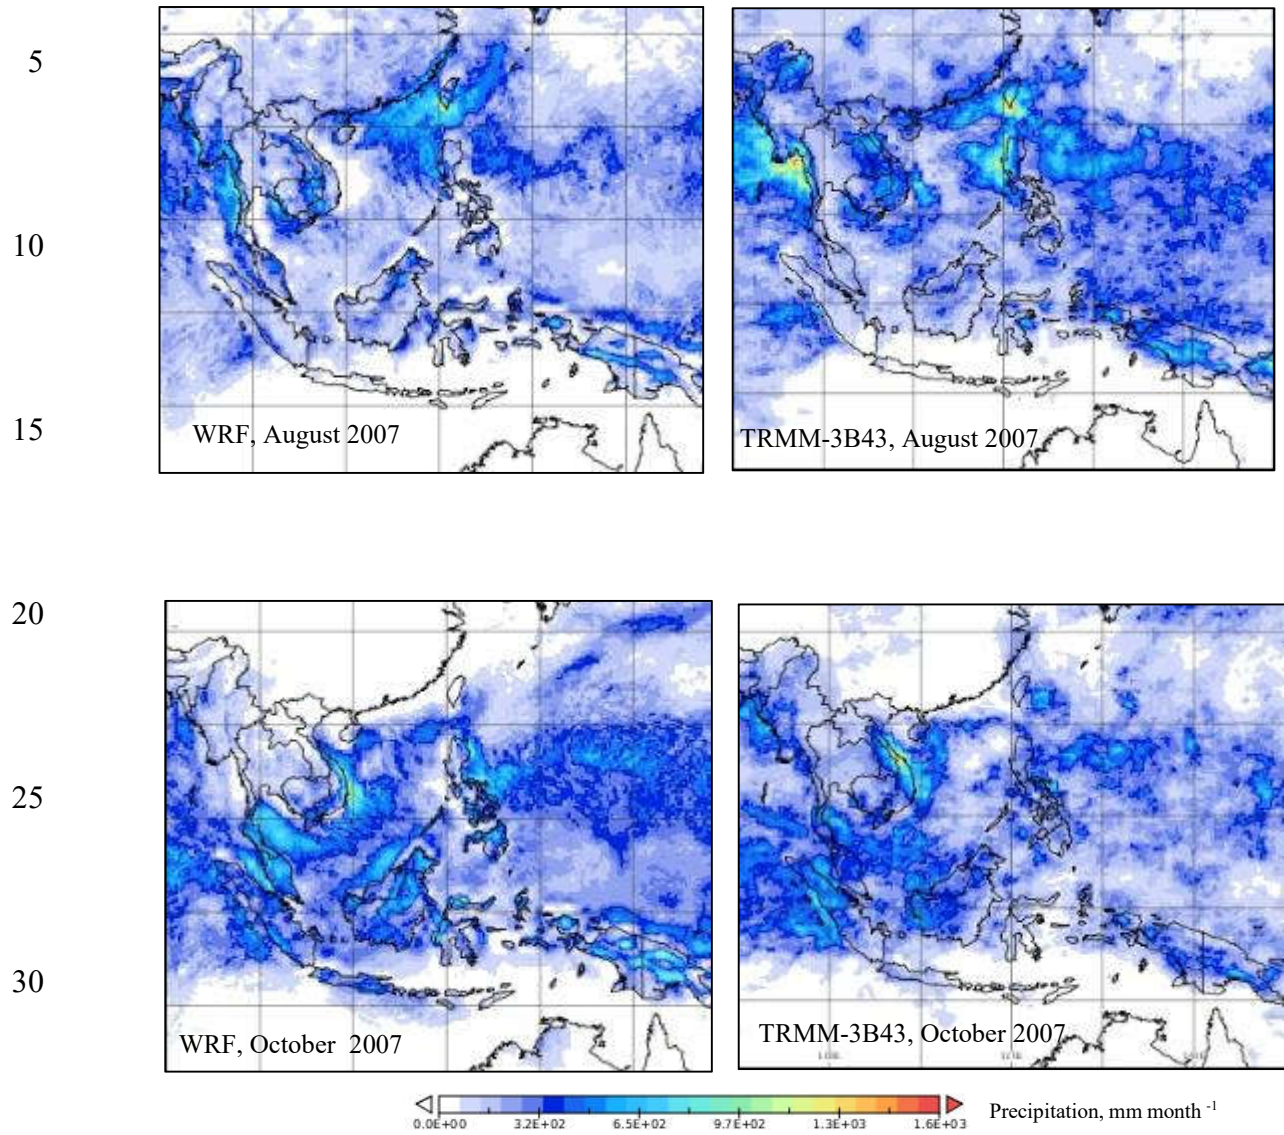 5
10
WRF, August 2007
TRMM-3B43, August 2007
15
20
25
30
WRF, October 2007
TRMM-3B43, October 2007
0.0E+00 3.2E+02 6.5E+02 9.7E+02 1.3E+03 1.6E+03
Precipitation, mm month -1